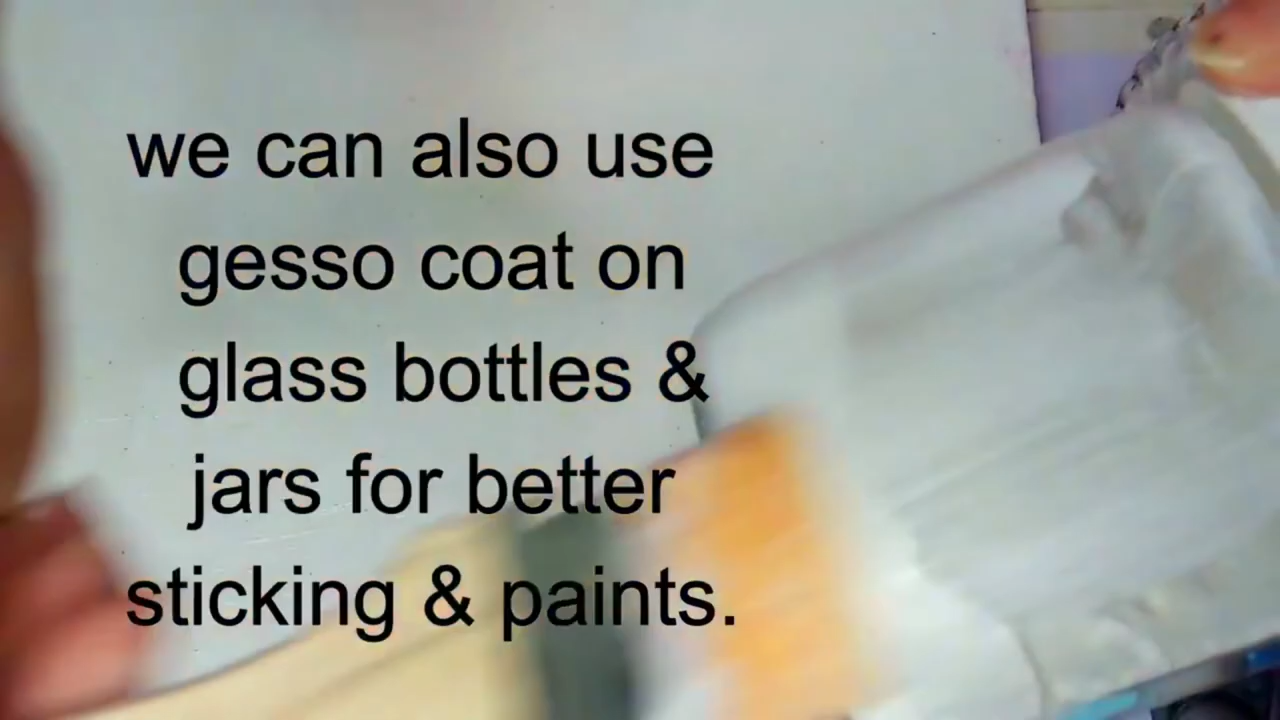 we can also use
gesso coat on
glass bottles &
jars for better
sticking & paints.